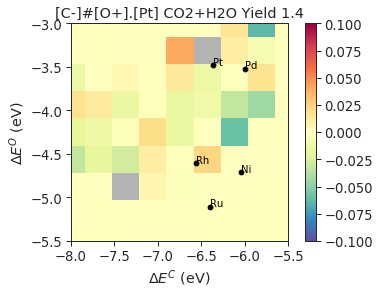 [C-]#[O+].[Pt] CO2+H2O Yield 1.4
−3.0
−3.5
−4.0
−4.5
−5.0
−5.5
ΔE^O (eV)
Pt
Pd
Rh
Ni
Ru
−8.0 −7.5 −7.0 −6.5 −6.0 −5.5
ΔE^C (eV)
0.100
0.075
0.050
0.025
0.000
−0.025
−0.050
−0.075
−0.100